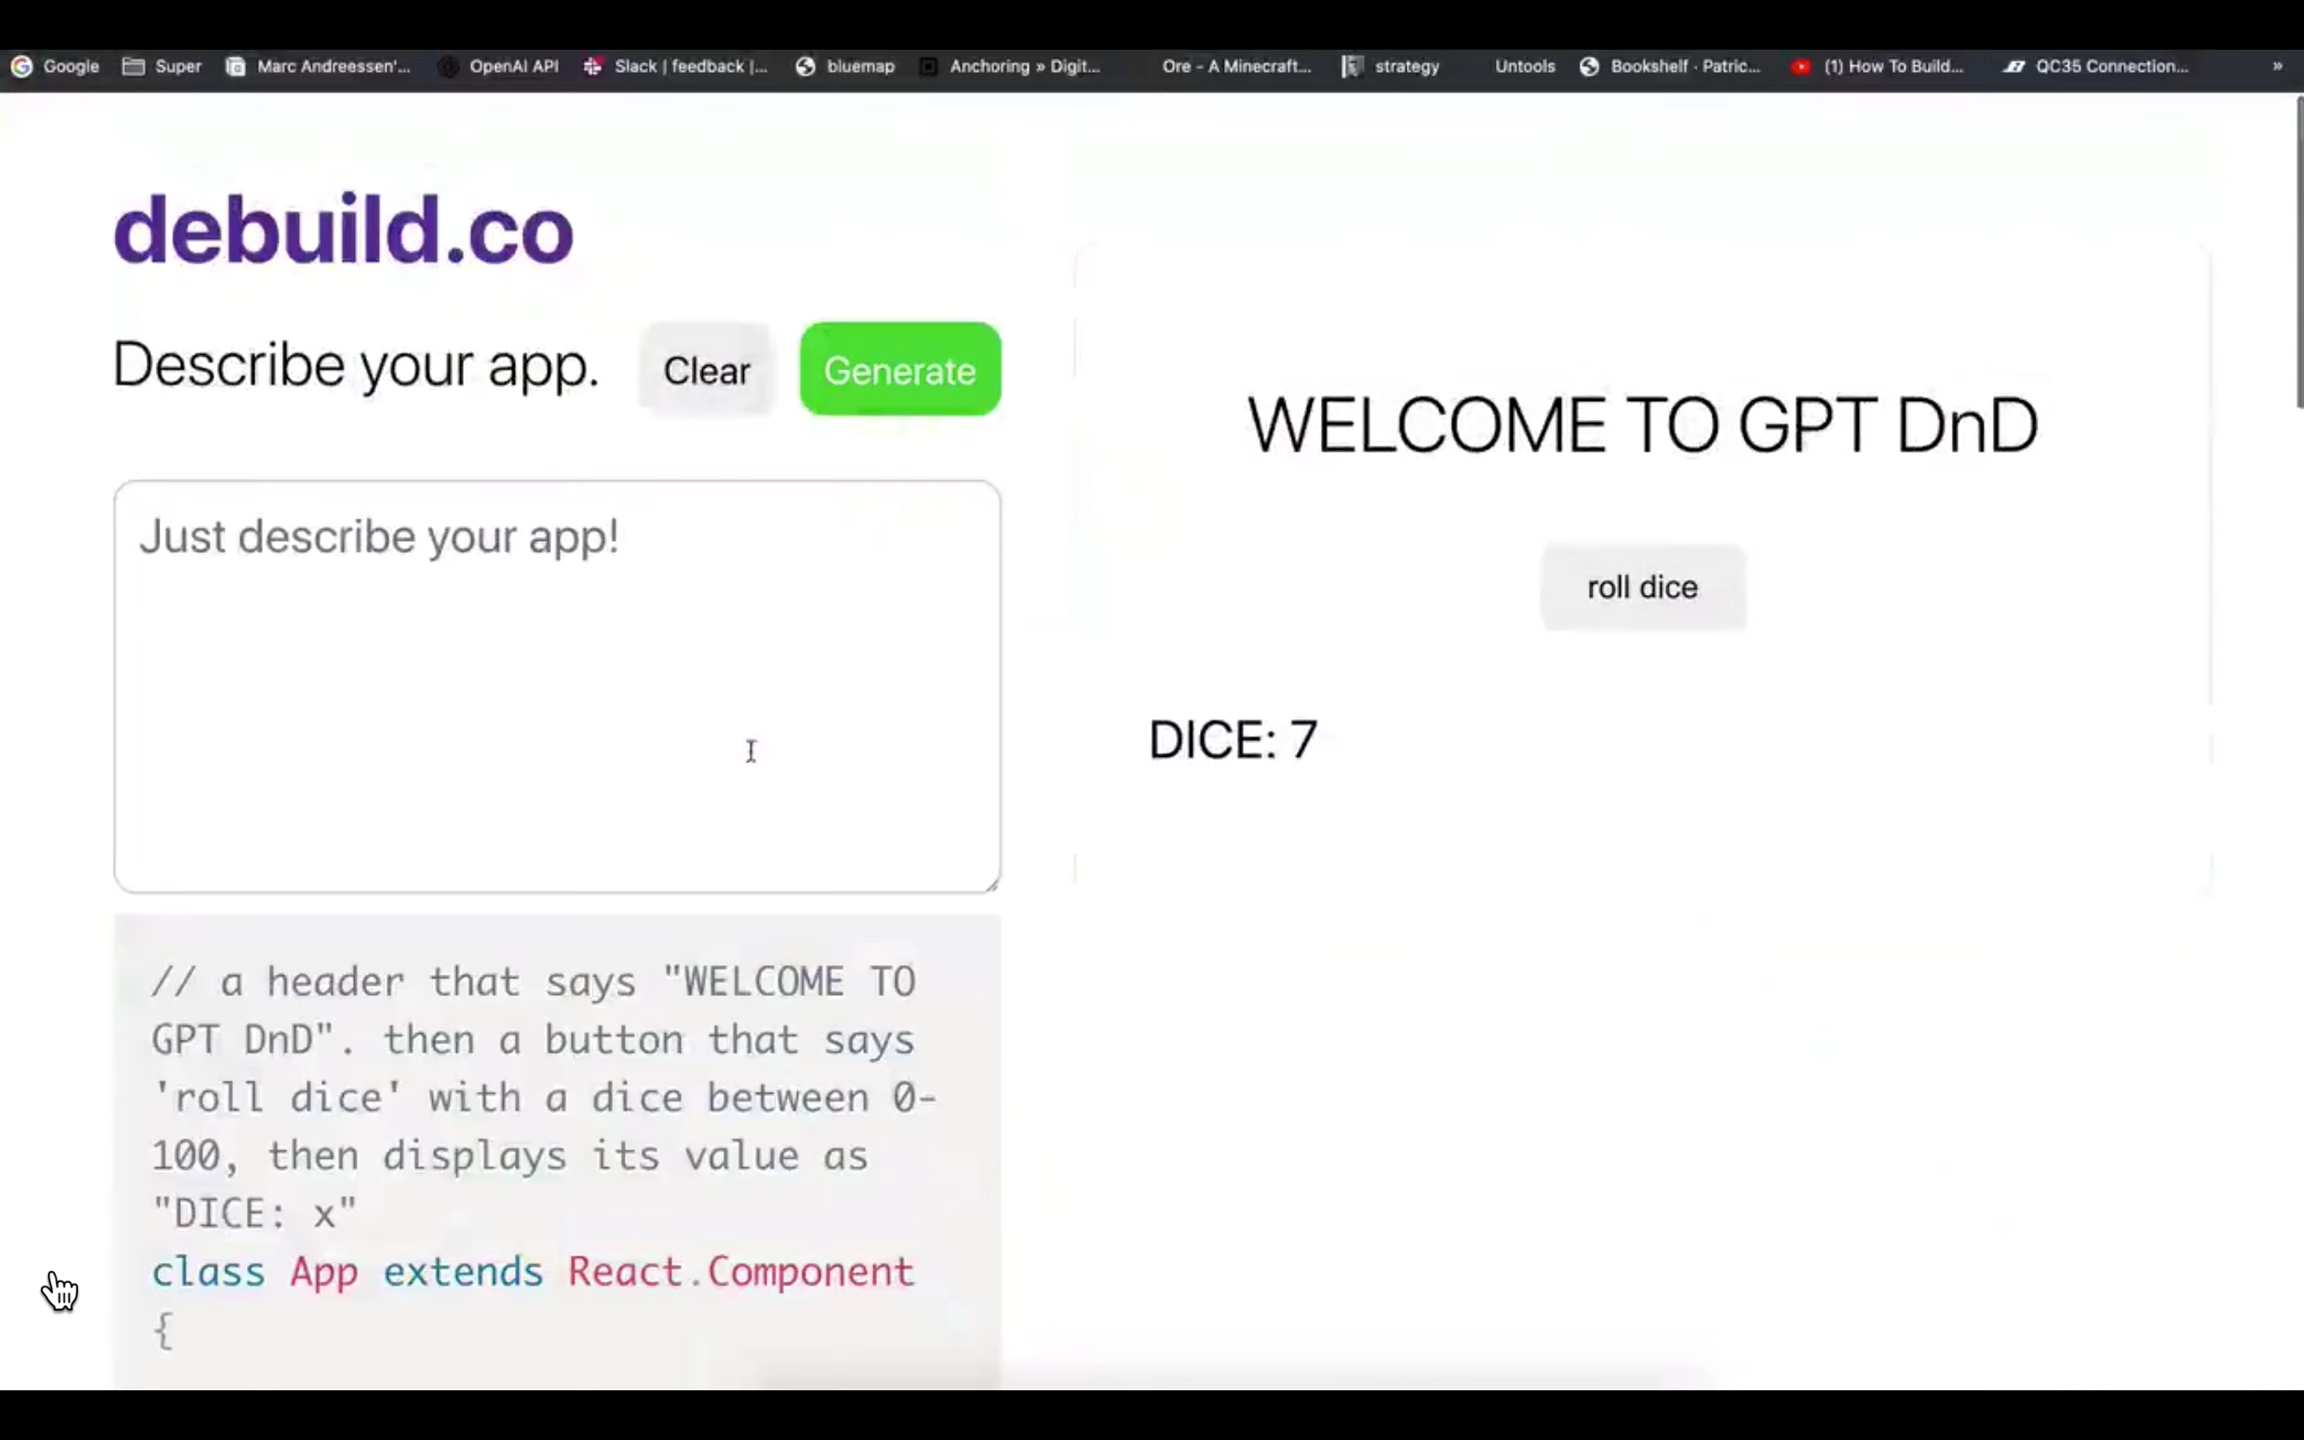 Google Super Marc Andreessen'... OpenAI API Slack | feedback |... bluemap Anchoring » Digit... Ore - A Minecraft... strategy Untools Bookshelf · Patric... (1) How To Build... QC35 Connection... »
debuild.co
Describe your app. Clear Generate
Just describe your app!
// a header that says "WELCOME TO
GPT DnD". then a button that says
'roll dice' with a dice between 0-
100, then displays its value as
"DICE: x"
class App extends React.Component
{
WELCOME TO GPT DnD
roll dice
DICE: 7